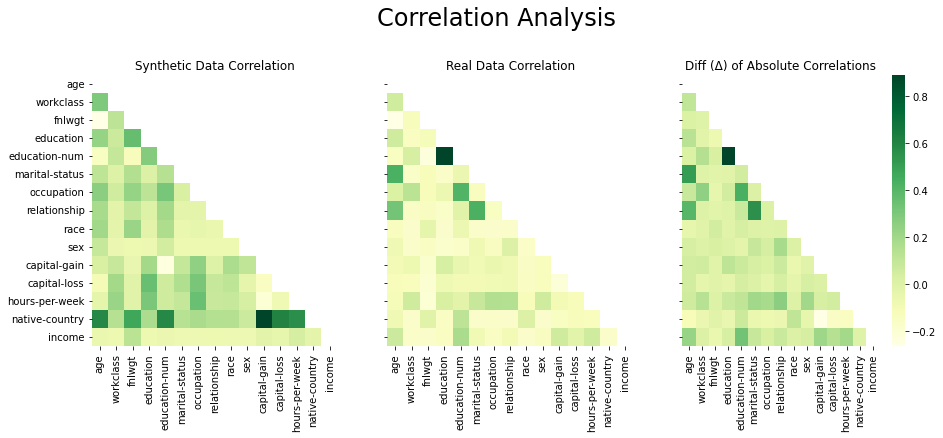 Correlation Analysis
Synthetic Data Correlation
Real Data Correlation
Diff (Δ) of Absolute Correlations
age
workclass
fnlwgt
education
education-num
marital-status
occupation
relationship
race
sex
capital-gain
capital-loss
hours-per-week
native-country
income
age
workclass
fnlwgt
education
education-num
marital-status
occupation
relationship
race
sex
capital-gain
capital-loss
hours-per-week
native-country
income
age
workclass
fnlwgt
education
education-num
marital-status
occupation
relationship
race
sex
capital-gain
capital-loss
hours-per-week
native-country
income
age
workclass
fnlwgt
education
education-num
marital-status
occupation
relationship
race
sex
capital-gain
capital-loss
hours-per-week
native-country
income
0.8
0.6
0.4
0.2
0.0
−0.2